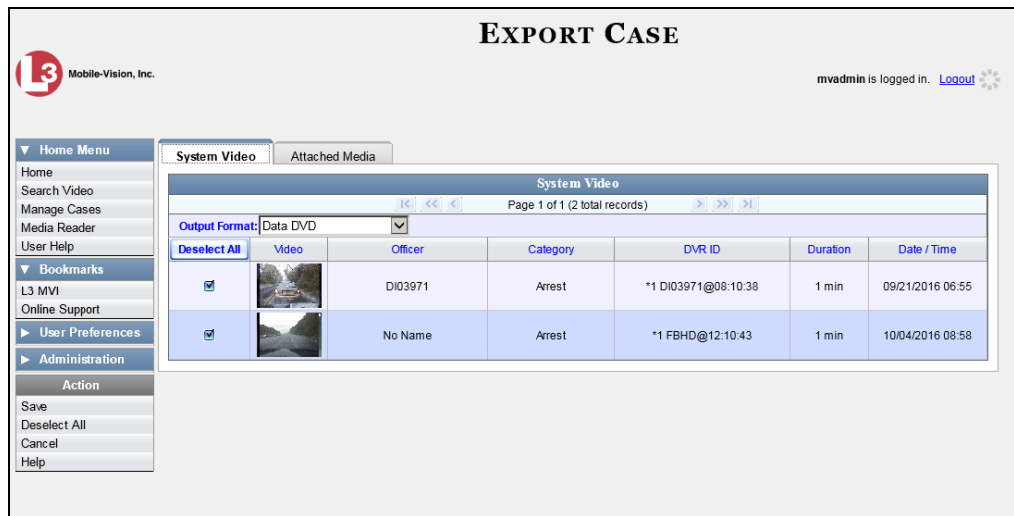 EXPORT CASE
L3 Mobile-Vision, Inc.
mvadmin is logged in. Logout
Home Menu
Home
Search Video
Manage Cases
Media Reader
User Help
Bookmarks
L3 MVI
Online Support
User Preferences
Administration
Action
Save
Deselect All
Cancel
Help
System Video Attached Media
System Video
|< << < Page 1 of 1 (2 total records) > >> >|
Output Format: Data DVD
Deselect All Video Officer Category DVR ID Duration Date / Time
DI03971 Arrest *1 DI03971@08:10:38 1 min 09/21/2016 06:55
No Name Arrest *1 FBHD@12:10:43 1 min 10/04/2016 08:58